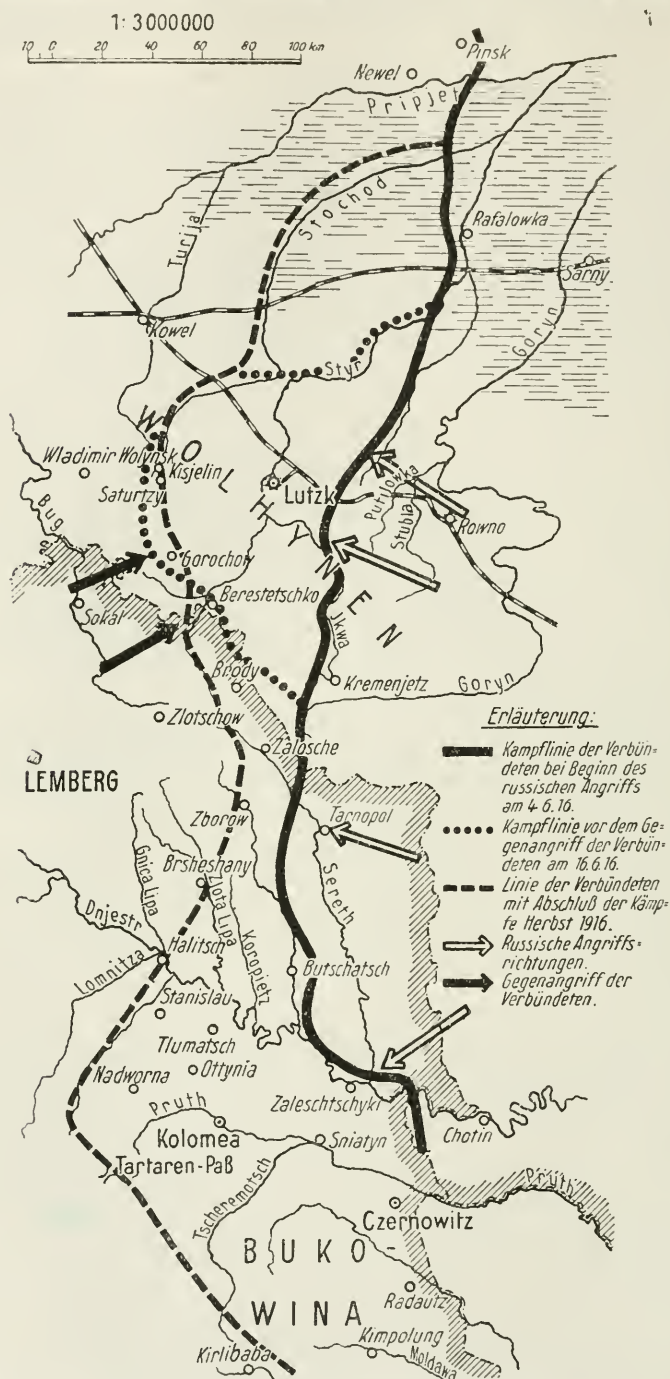 1: 3000000
10 0 20 40 60 80 100 km
Pinsk
Newel
Pripjet
Stochod
Turija
Rafalowka
Sarny
Goryn
Kowel
Styr
WOLHYNIEN
Wladimir Wolynsk
Kisjelin
Saturtzy
Lutzk
Putilowka
Stubla
Rowno
Bug
Gorochow
Sokal
Berestetschko
Jkwa
Brody
Kremenjetz
Goryn
Zlotschow
Zalosche
LEMBERG
Zborow
Tarnopol
Gnica Lipa
Brsheshany
Zlota Lipa
Koropjetz
Sereth
Dnjestr
Halitsch
Lomnitza
Butschatsch
Stanislau
Tlumatsch
Ottynia
Nadworna
Zaleschtschyki
Chotin
Pruth
Kolomea
Sniatyn
Tartaren-Paß
Tscheremotsch
Pruth
Czernowitz
BUKO-
WINA
Radautz
Kimpolung
Moldawa
Kirlibaba
Erläuterung:
Kampflinie der Verbün=
deten bei Beginn des
russischen Angriffs
am 4.6.16.
Kampflinie vor dem Ge=
genangriff der Verbün=
deten am 16.6.16.
Linie der Verbündeten
mit Abschluß der Kämp=
fe Herbst 1916.
Russische Angriffs=
richtungen.
Gegenangriff der
Verbündeten.